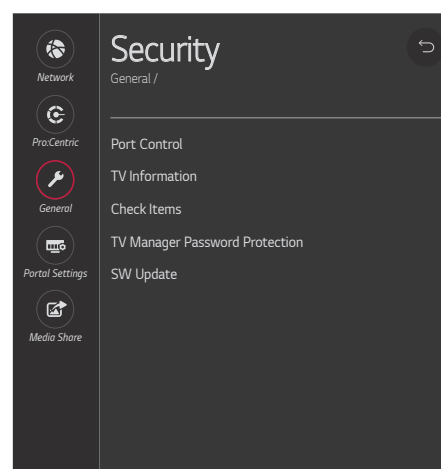 Network
Pro:Centric
General
Portal Settings
Media Share
Security
General /
Port Control
TV Information
Check Items
TV Manager Password Protection
SW Update